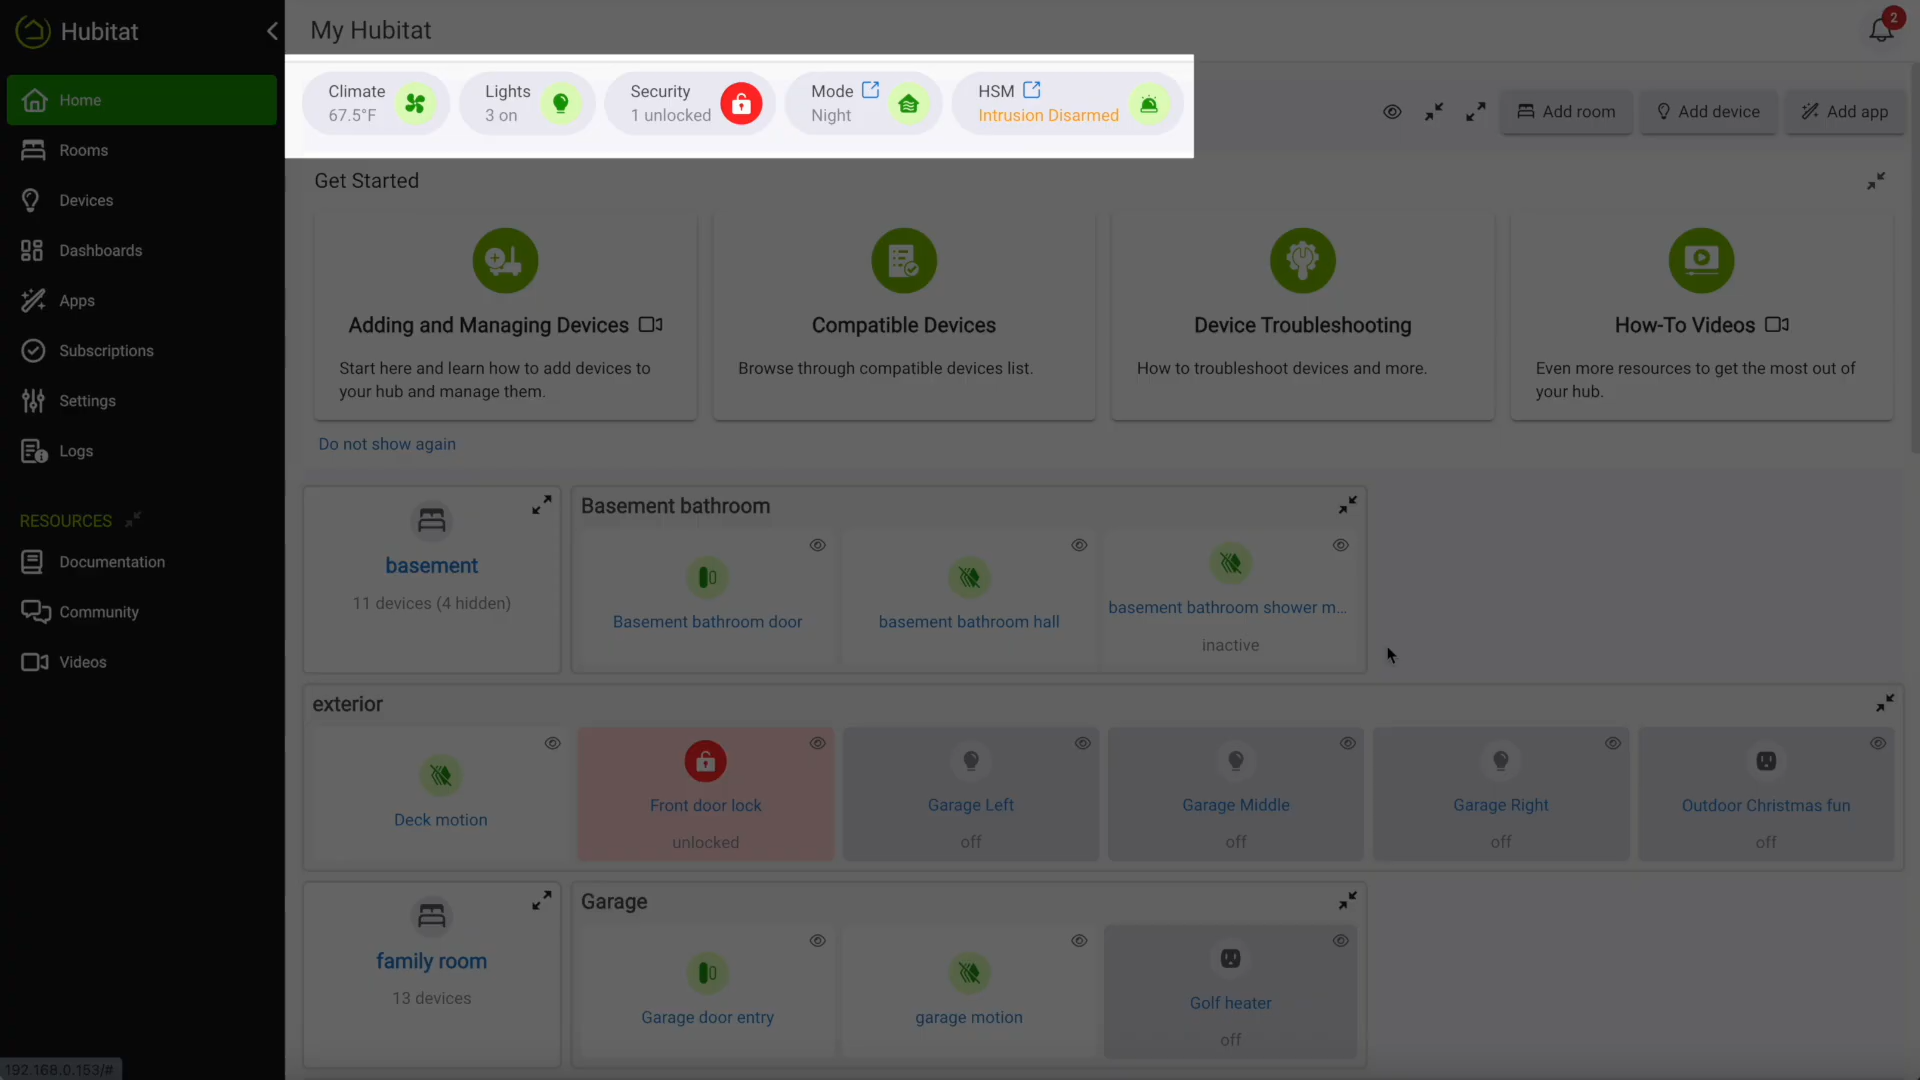 Hubitat
My Hubitat
2
Home
Rooms
Devices
Dashboards
Apps
Subscriptions
Settings
Logs
RESOURCES
Documentation
Community
Videos
192.168.0.153/#
Climate
67.5°F
Lights
3 on
Security
1 unlocked
Mode
Night
HSM
Intrusion Disarmed
Add room
Add device
Add app
Get Started
Adding and Managing Devices
Start here and learn how to add devices to
your hub and manage them.
Compatible Devices
Browse through compatible devices list.
Device Troubleshooting
How to troubleshoot devices and more.
How-To Videos
Even more resources to get the most out of
your hub.
Do not show again
basement
11 devices (4 hidden)
Basement bathroom
Basement bathroom door
basement bathroom hall
basement bathroom shower m...
inactive
exterior
Deck motion
Front door lock
unlocked
Garage Left
off
Garage Middle
off
Garage Right
off
Outdoor Christmas fun
off
family room
13 devices
Garage
Garage door entry
garage motion
Golf heater
off